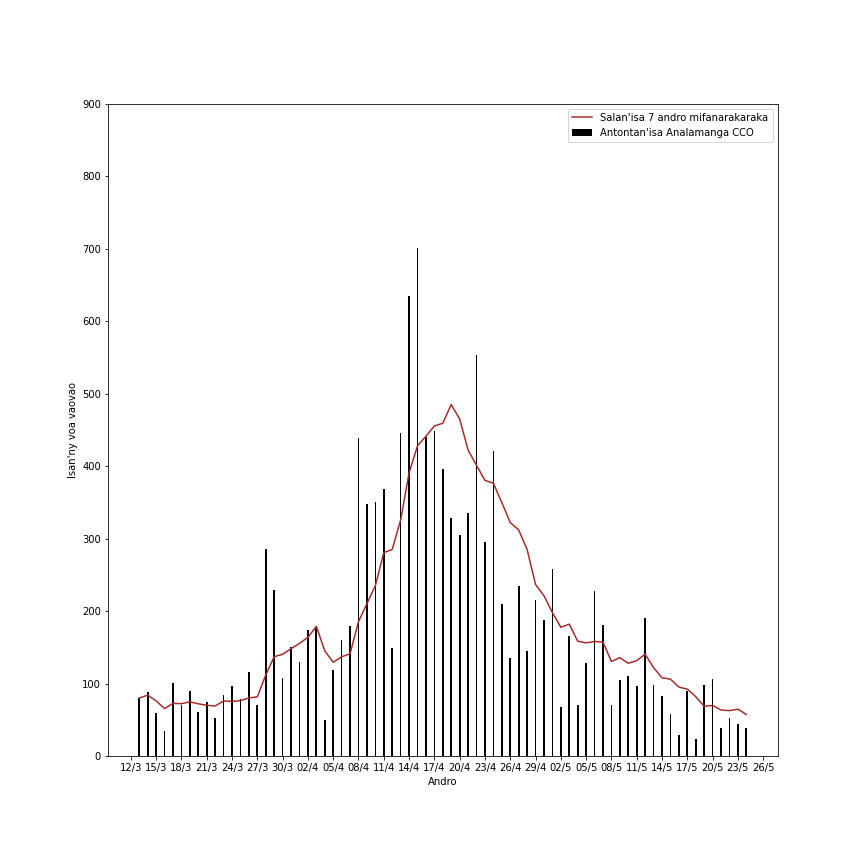 900
Salan'isa 7 andro mifanarakaraka
Antontan'isa Analamanga CCO
800
700
600
500
400
300
200
100
0
Isan'ny voa vaovao
12/3 15/3 18/3 21/3 24/3 27/3 30/3 02/4 05/4 08/4 11/4 14/4 17/4 20/4 23/4 26/4 29/4 02/5 05/5 08/5 11/5 14/5 17/5 20/5 23/5 26/5
Andro